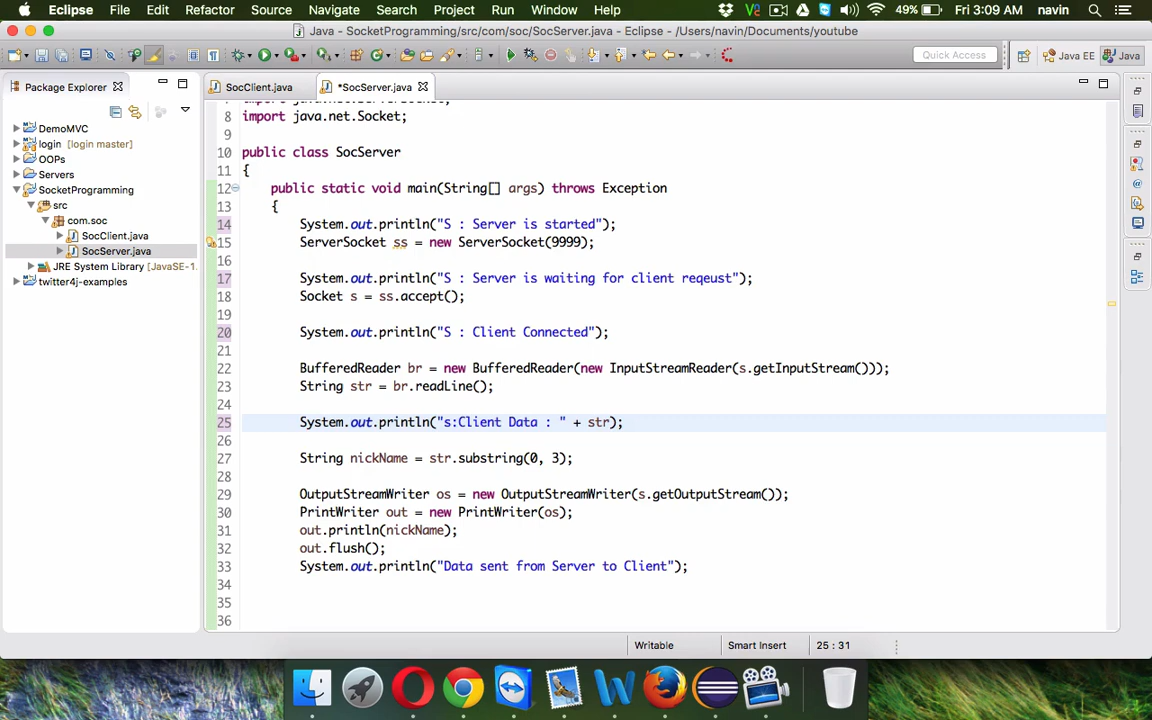 Eclipse File Edit Refactor Source Navigate Search Project Run Window Help 49% Fri 3:09 AM navin
Java - SocketProgramming/src/com/soc/SocServer.java - Eclipse - /Users/navin/Documents/youtube
Quick Access Java EE Java
Package Explorer SocClient.java *SocServer.java
DemoMVC
login [login master]
OOPs
Servers
SocketProgramming
src
com.soc
SocClient.java
SocServer.java
JRE System Library [JavaSE-1.
twitter4j-examples
8 import java.net.Socket;
9
10 public class SocServer
11 {
12 public static void main(String[] args) throws Exception
13 {
14 System.out.println("S : Server is started");
15 ServerSocket ss = new ServerSocket(9999);
16
17 System.out.println("S : Server is waiting for client reqeust");
18 Socket s = ss.accept();
19
20 System.out.println("S : Client Connected");
21
22 BufferedReader br = new BufferedReader(new InputStreamReader(s.getInputStream()));
23 String str = br.readLine();
24
25 System.out.println("s:Client Data : " + str);
26
27 String nickName = str.substring(0, 3);
28
29 OutputStreamWriter os = new OutputStreamWriter(s.getOutputStream());
30 PrintWriter out = new PrintWriter(os);
31 out.println(nickName);
32 out.flush();
33 System.out.println("Data sent from Server to Client");
34
35
36
Writable Smart Insert 25 : 31